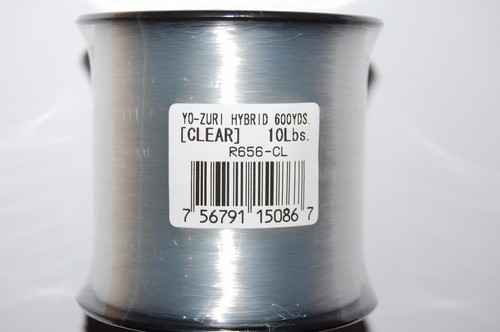 YO-ZURI HYBRID 600YDS.
[CLEAR] 10Lbs.
R656-CL
7 56791 15086 7